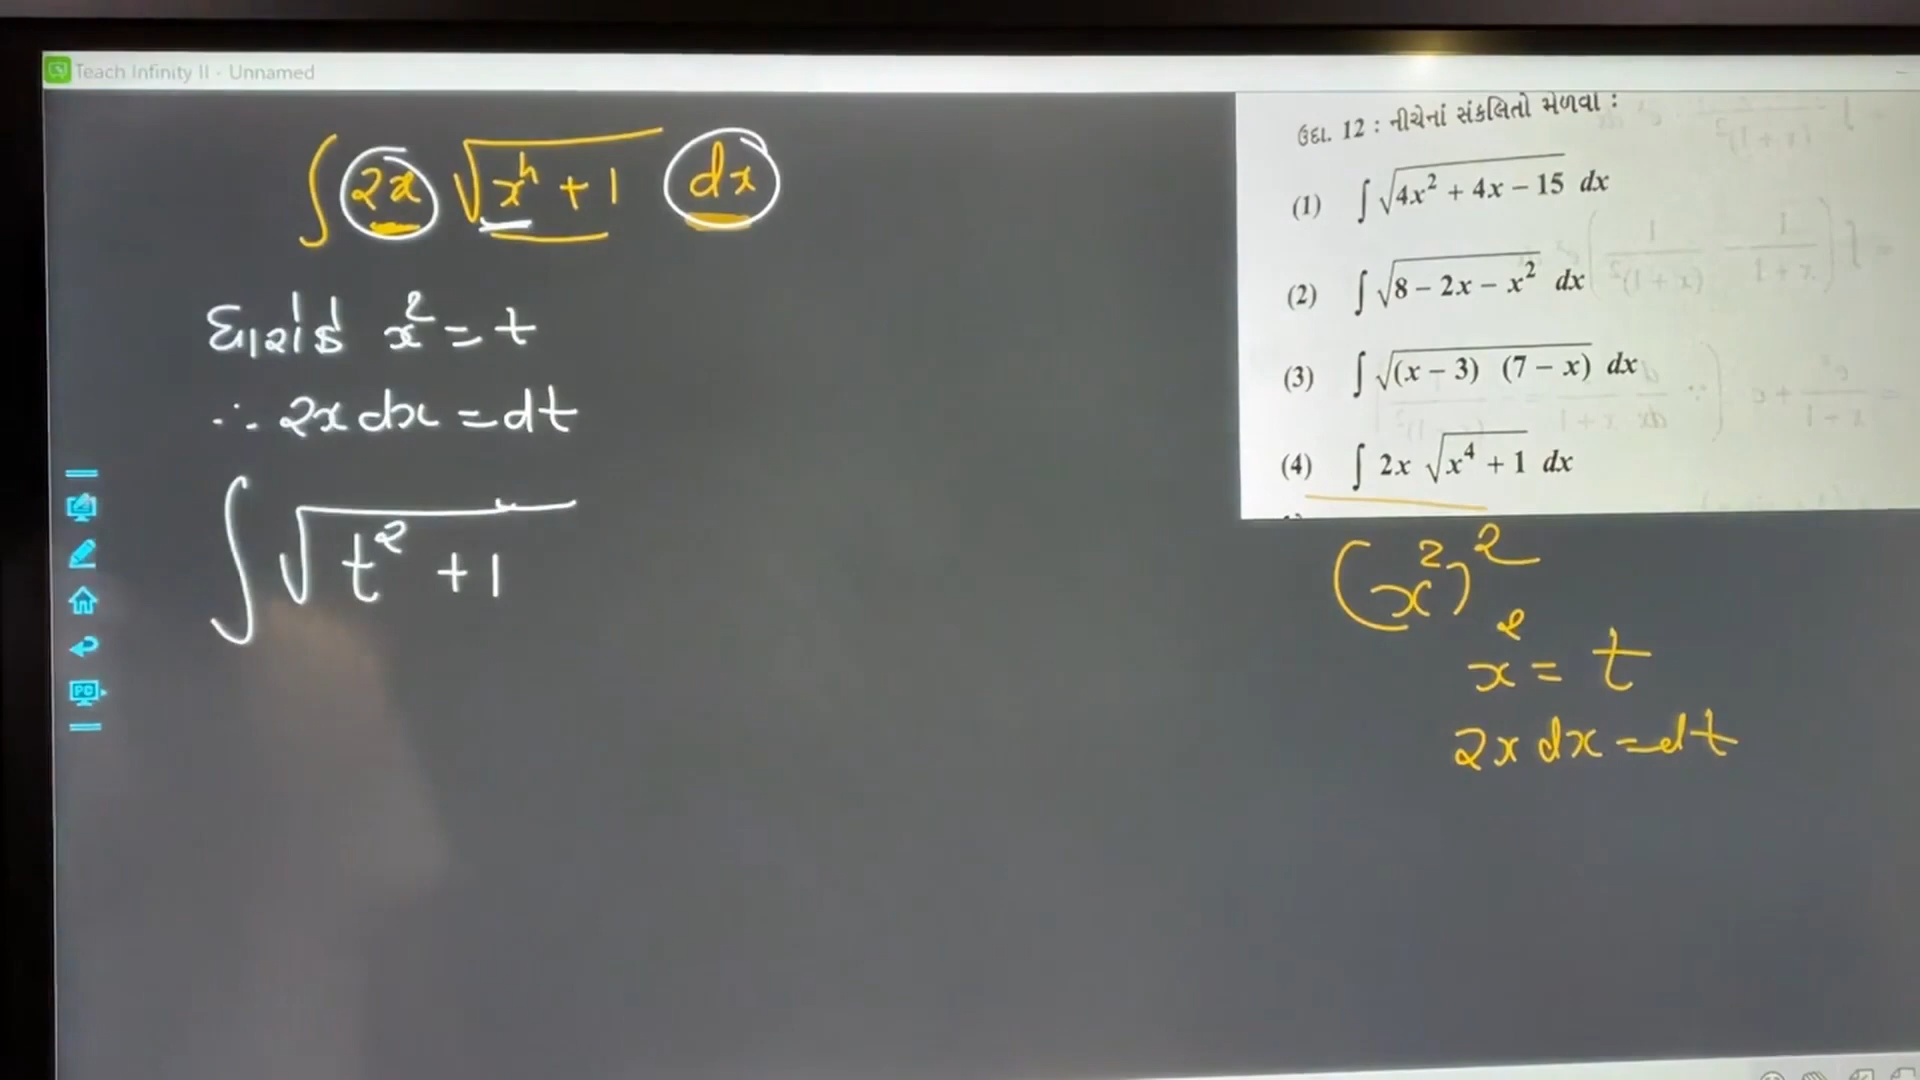 Teach Infinity II - Unnamed
∫ 2x √(x⁴ + 1) dx
ધારો કે x² = t
∴ 2x dx = dt
∫ √(t² + 1)
ઉદા. 12 : નીચેનાં સંકલિતો મેળવો :
(1) ∫ √(4x² + 4x – 15) dx
(2) ∫ √(8 – 2x – x²) dx
(3) ∫ √((x – 3) (7 – x)) dx
(4) ∫ 2x √(x⁴ + 1) dx
(x²)²
x² = t
2x dx = dt